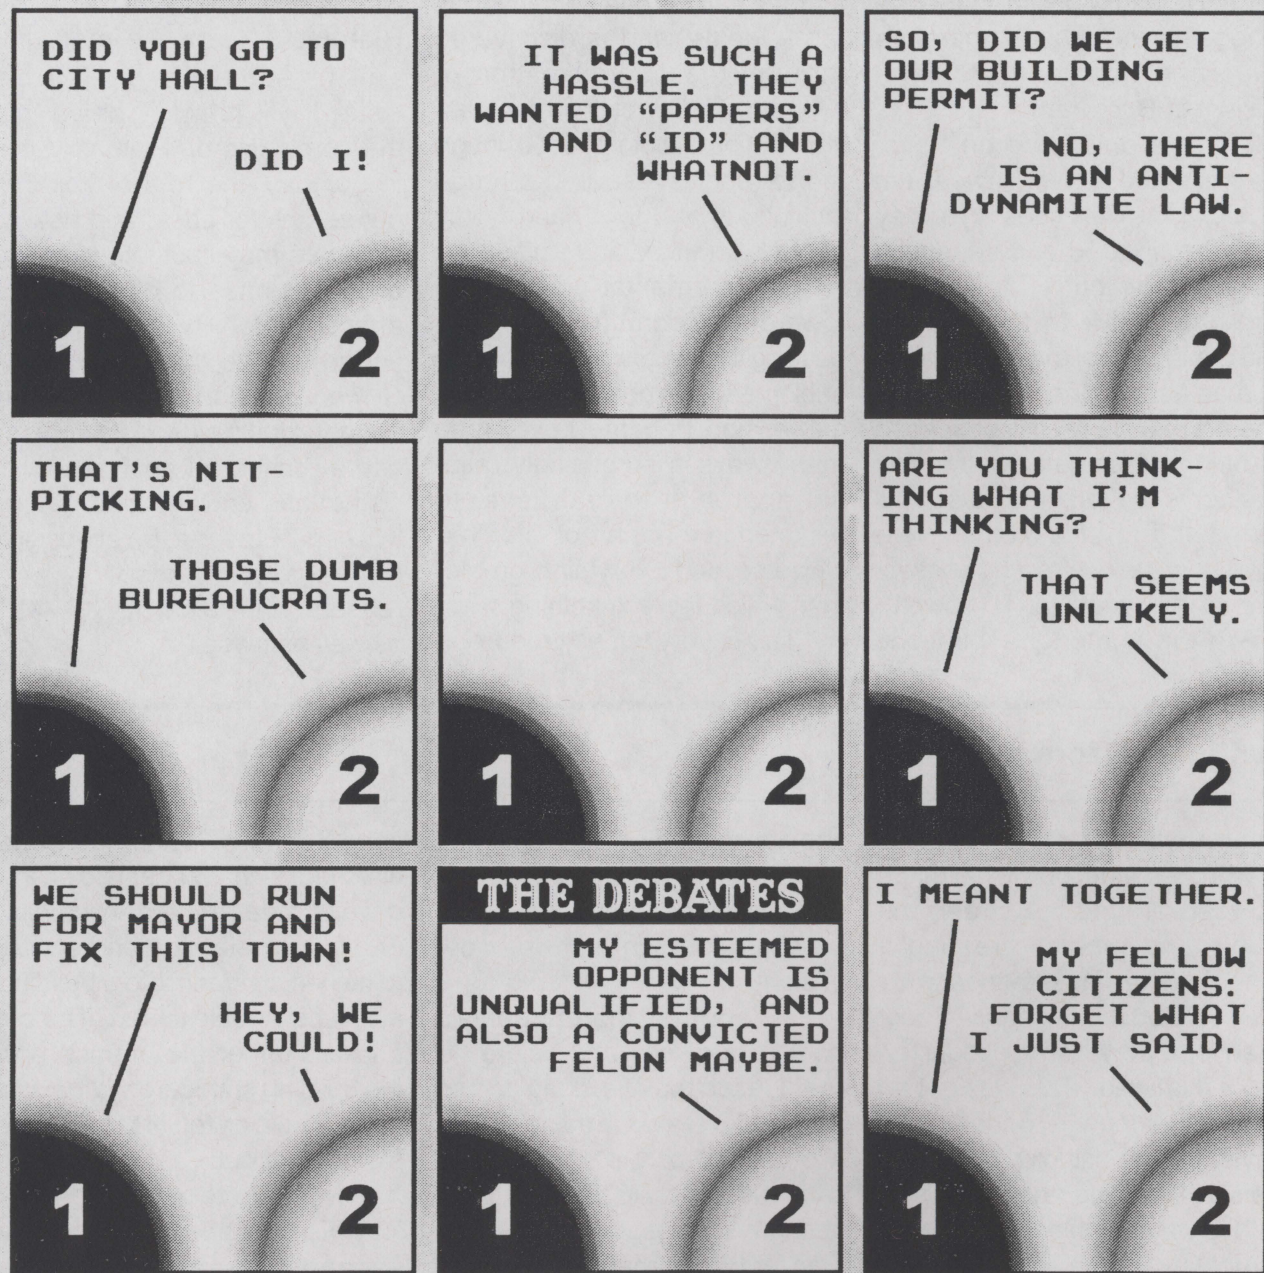 DID YOU GO TO
CITY HALL?
DID I!
1
2
IT WAS SUCH A
HASSLE. THEY
WANTED “PAPERS”
AND “ID” AND
WHATNOT.
1
2
SO, DID WE GET
OUR BUILDING
PERMIT?
NO, THERE
IS AN ANTI-
DYNAMITE LAW.
1
2
THAT'S NIT-
PICKING.
THOSE DUMB
BUREAUCRATS.
1
2
1
2
ARE YOU THINK-
ING WHAT I'M
THINKING?
THAT SEEMS
UNLIKELY.
1
2
WE SHOULD RUN
FOR MAYOR AND
FIX THIS TOWN!
HEY, WE
COULD!
1
2
THE DEBATES
MY ESTEEMED
OPPONENT IS
UNQUALIFIED, AND
ALSO A CONVICTED
FELON MAYBE.
1
2
I MEANT TOGETHER.
MY FELLOW
CITIZENS:
FORGET WHAT
I JUST SAID.
1
2